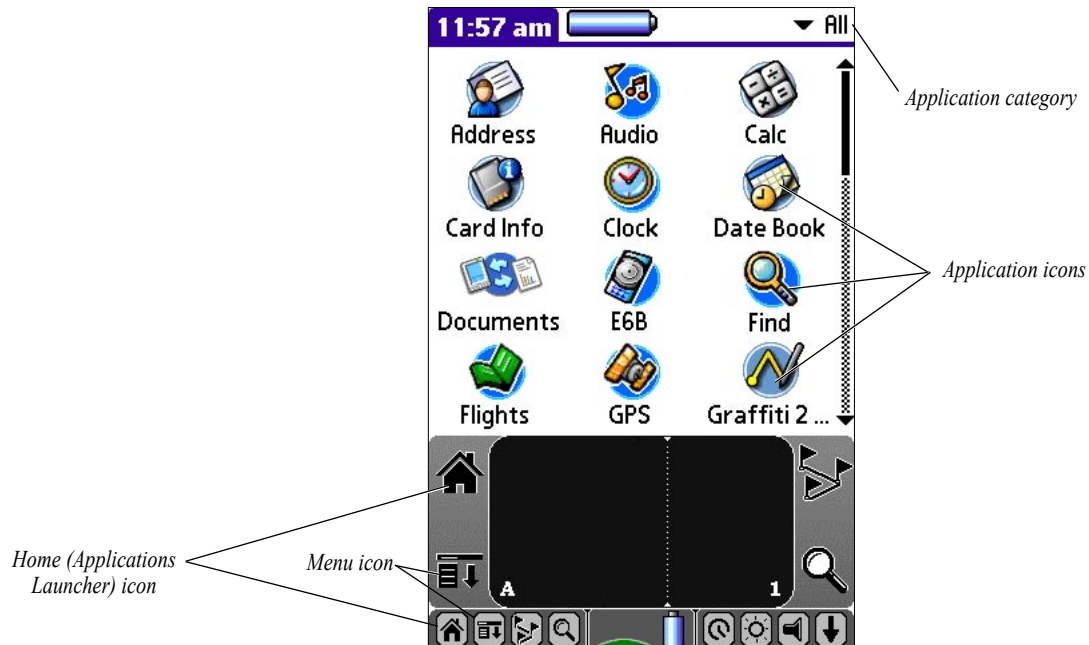 11:57 am
All
Application category
Address
Audio
Calc
Card Info
Clock
Date Book
Application icons
Documents
E6B
Find
Flights
GPS
Graffiti 2 ...
Home (Applications
Launcher) icon
Menu icon
A
1